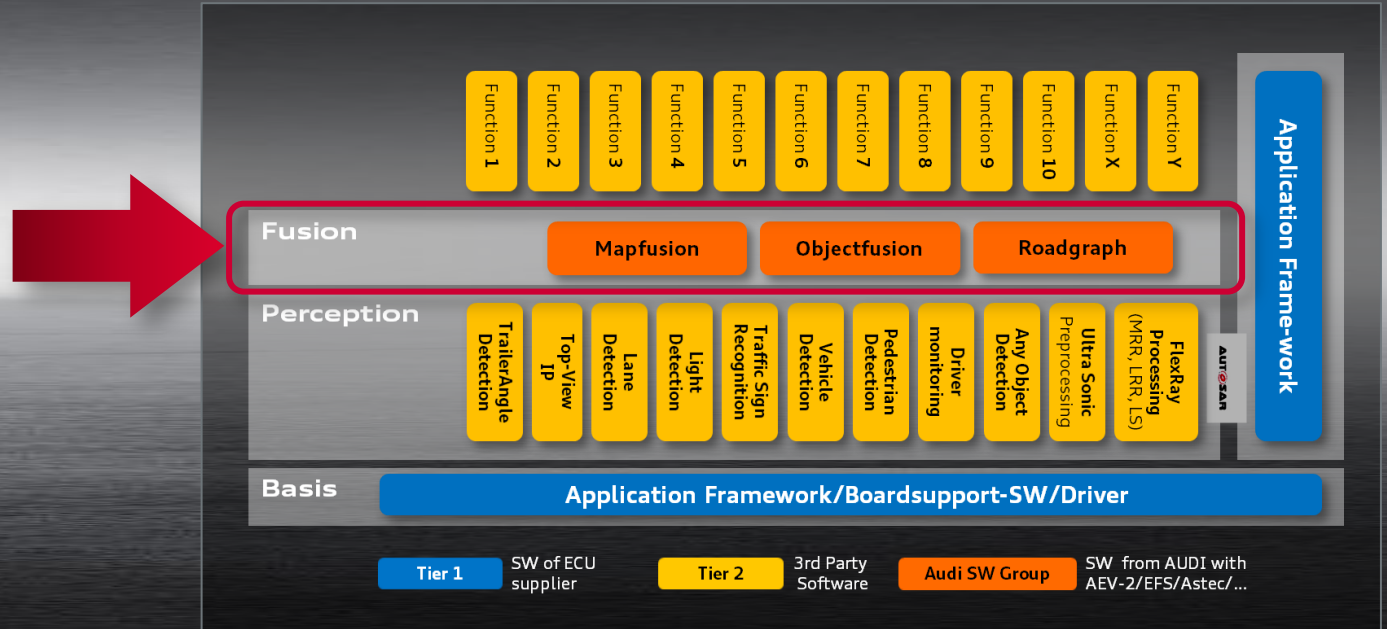 Function 1
Function 2
Function 3
Function 4
Function 5
Function 6
Function 7
Function 8
Function 9
Function 10
Function X
Function Y
Application Frame-work
Fusion
Mapfusion
Objectfusion
Roadgraph
Perception
TrailerAngle
Detection
Top-View
IP
Lane
Detection
Light
Detection
Traffic Sign
Recognition
Vehicle
Detection
Pedestrian
Detection
Driver
monitoring
Any Object
Detection
Ultra Sonic
Preprocessing
FlexRay
Processing
(MRR, LRR, LS)
AUTOSAR
Basis
Application Framework/Boardsupport-SW/Driver
Tier 1
SW of ECU
supplier
Tier 2
3rd Party
Software
Audi SW Group
SW from AUDI with
AEV-2/EFS/Astec/...